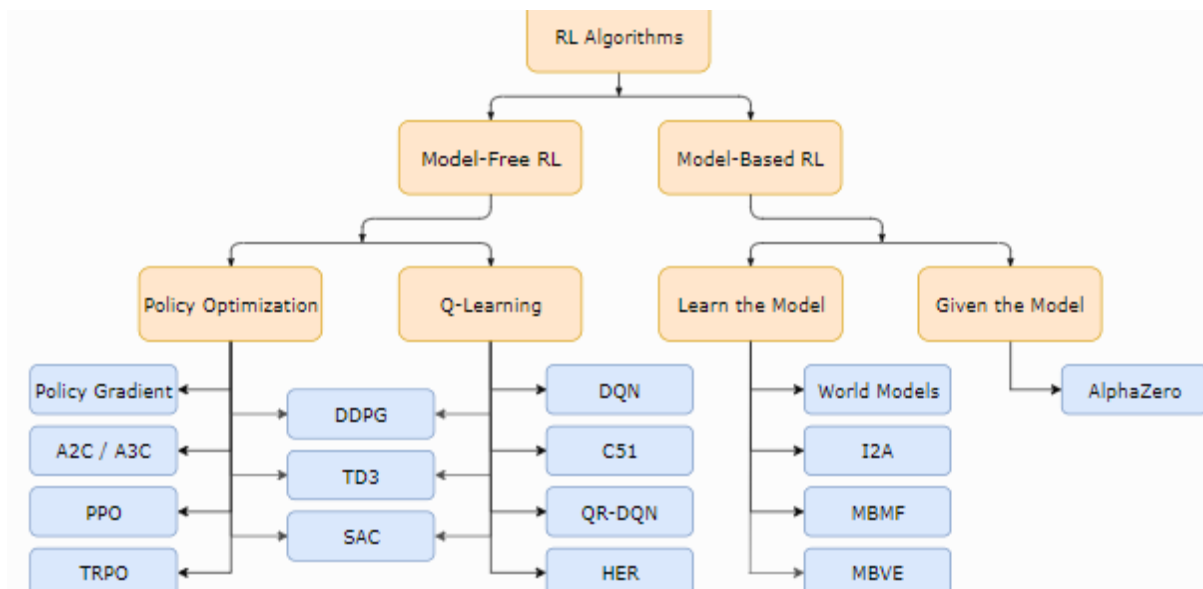 RL Algorithms
Model-Free RL
Model-Based RL
Policy Optimization
Q-Learning
Learn the Model
Given the Model
Policy Gradient
DDPG
DQN
World Models
AlphaZero
A2C / A3C
TD3
C51
I2A
PPO
SAC
QR-DQN
MBMF
TRPO
HER
MBVE